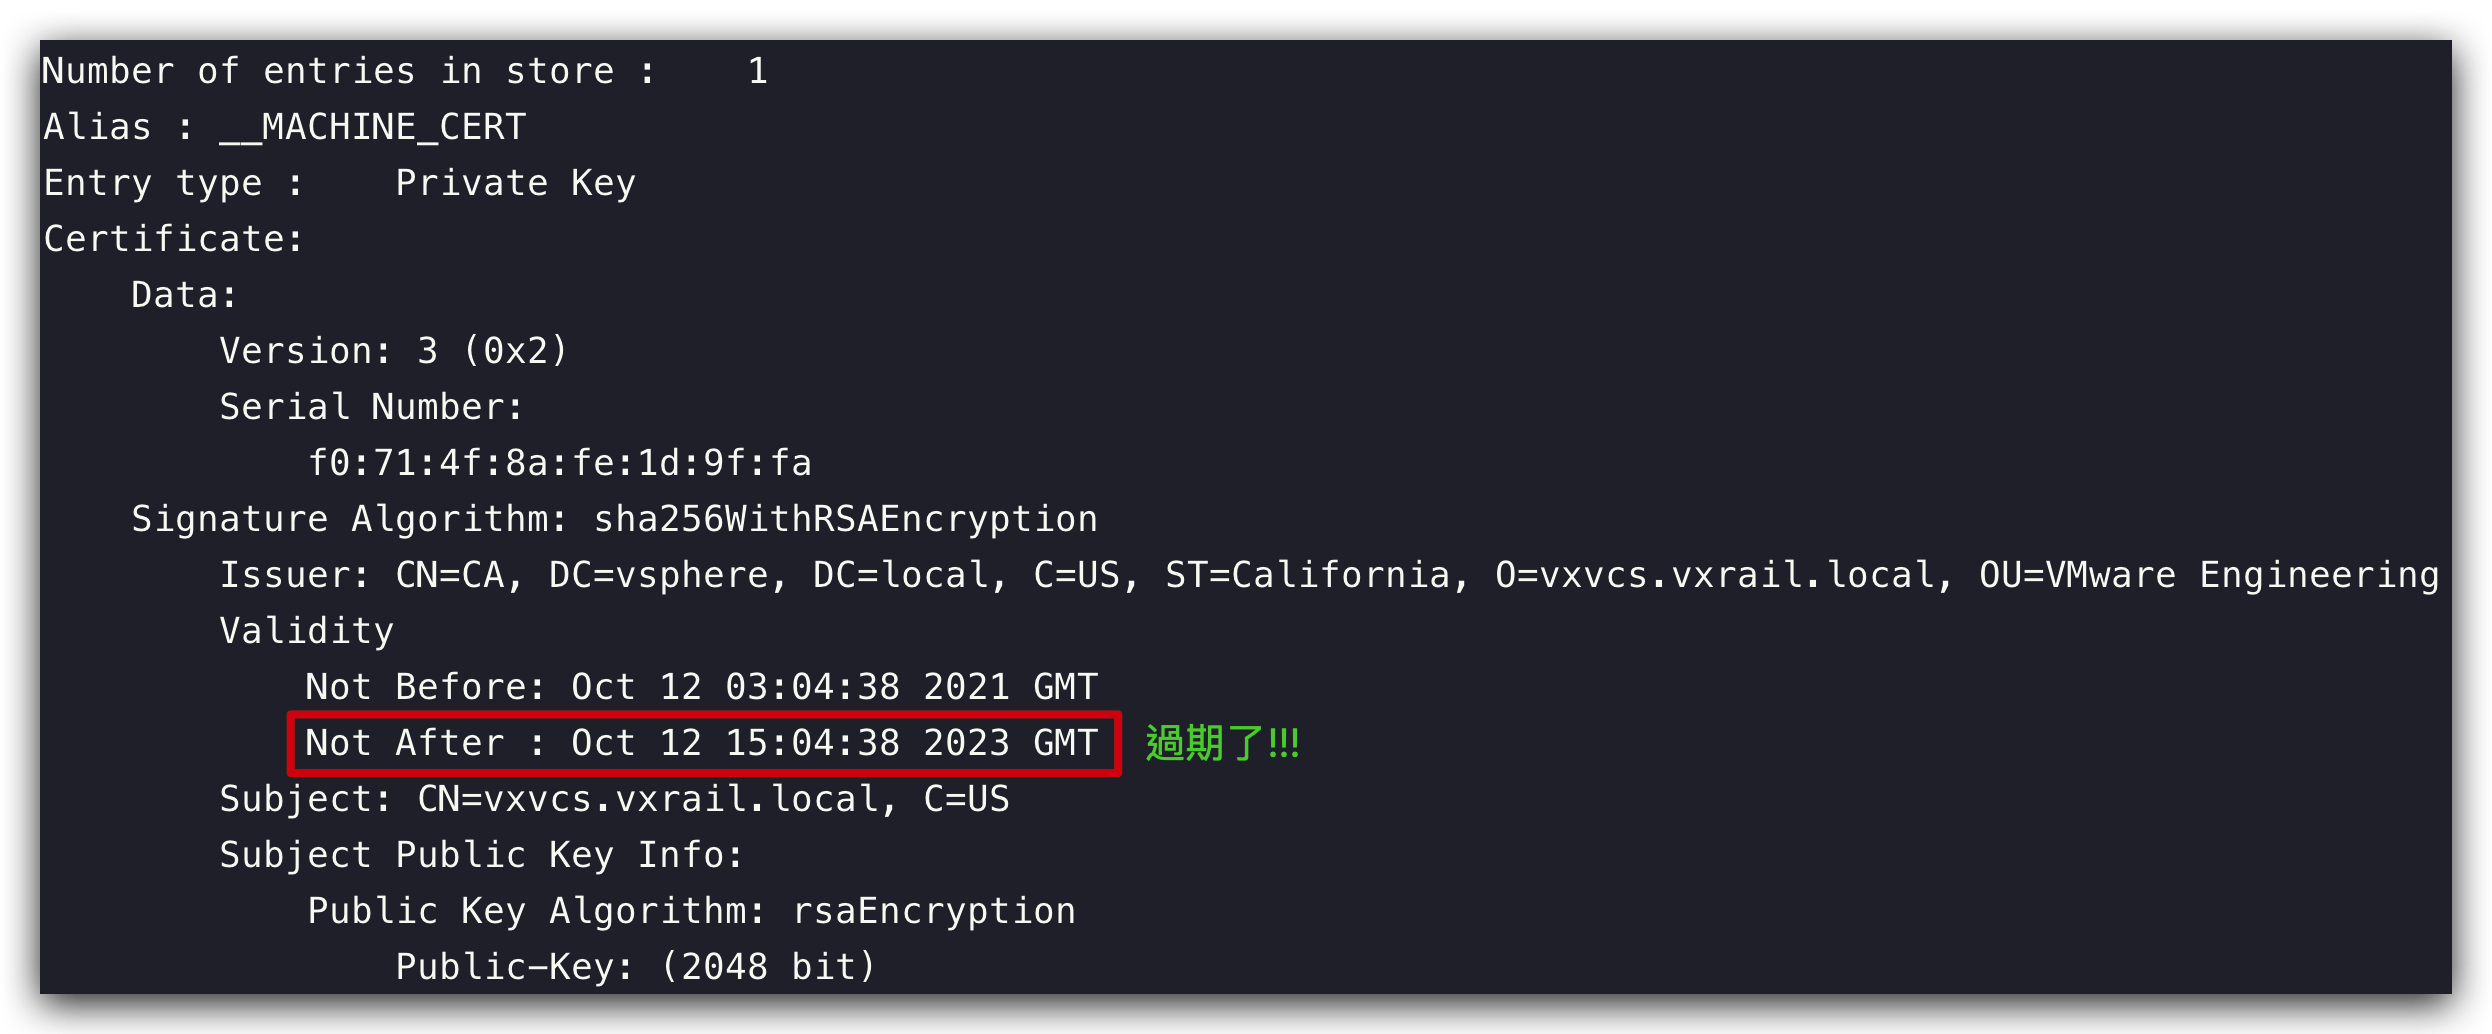 Number of entries in store :    1
Alias : __MACHINE_CERT
Entry type :    Private Key
Certificate:
    Data:
        Version: 3 (0x2)
        Serial Number:
            f0:71:4f:8a:fe:1d:9f:fa
    Signature Algorithm: sha256WithRSAEncryption
        Issuer: CN=CA, DC=vsphere, DC=local, C=US, ST=California, O=vxvcs.vxrail.local, OU=VMware Engineering
        Validity
            Not Before: Oct 12 03:04:38 2021 GMT
            Not After : Oct 12 15:04:38 2023 GMT 過期了!!!
        Subject: CN=vxvcs.vxrail.local, C=US
        Subject Public Key Info:
            Public Key Algorithm: rsaEncryption
                Public-Key: (2048 bit)